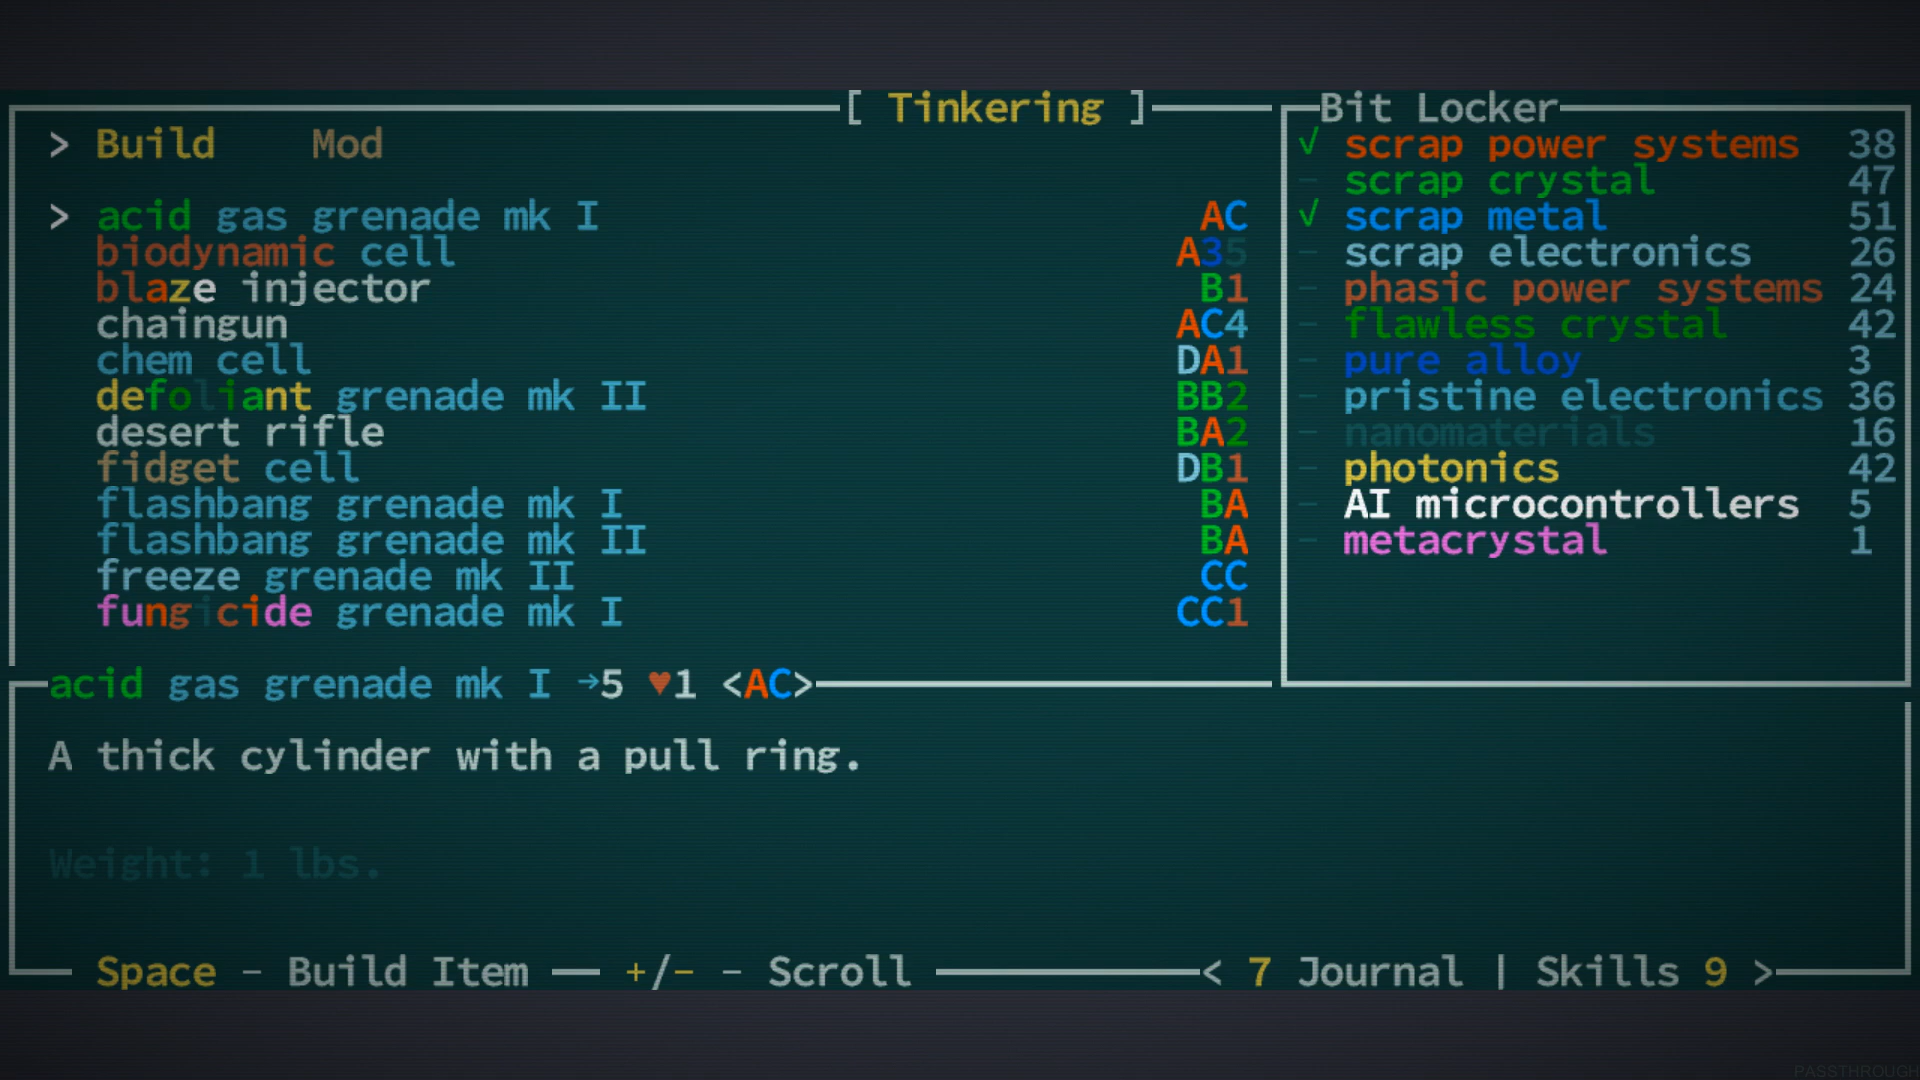 [ Tinkering ]
> Build Mod
> acid gas grenade mk I AC
biodynamic cell A35
blaze injector B1
chaingun AC4
chem cell DA1
defoliant grenade mk II BB2
desert rifle BA2
fidget cell DB1
flashbang grenade mk I BA
flashbang grenade mk II BA
freeze grenade mk II CC
fungicide grenade mk I CC1
Bit Locker
√ scrap power systems 38
- scrap crystal 47
√ scrap metal 51
- scrap electronics 26
- phasic power systems 24
- flawless crystal 42
- pure alloy 3
- pristine electronics 36
- nanomaterials 16
- photonics 42
- AI microcontrollers 5
- metacrystal 1
acid gas grenade mk I →5 ♥1 <AC>
A thick cylinder with a pull ring.
Weight: 1 lbs.
Space - Build Item +/- - Scroll < 7 Journal | Skills 9 >
PASSTHROUGH